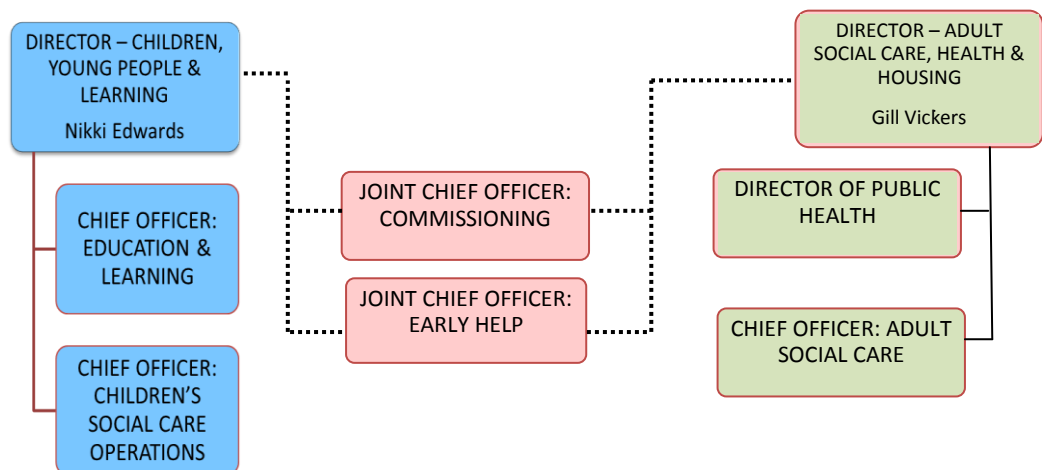 DIRECTOR – CHILDREN,
YOUNG PEOPLE &
LEARNING
Nikki Edwards
DIRECTOR – ADULT
SOCIAL CARE, HEALTH &
HOUSING
Gill Vickers
CHIEF OFFICER:
EDUCATION &
LEARNING
JOINT CHIEF OFFICER:
COMMISSIONING
DIRECTOR OF PUBLIC
HEALTH
JOINT CHIEF OFFICER:
EARLY HELP
CHIEF OFFICER: ADULT
SOCIAL CARE
CHIEF OFFICER:
CHILDREN’S
SOCIAL CARE
OPERATIONS